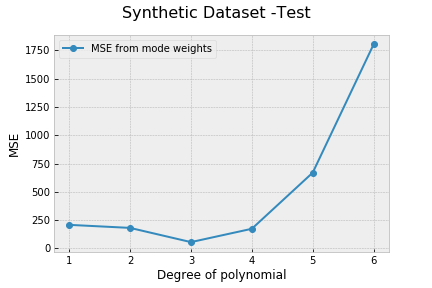 Synthetic Dataset -Test
MSE from mode weights
1750
1500
1250
1000
750
500
250
0
MSE
1 2 3 4 5 6
Degree of polynomial